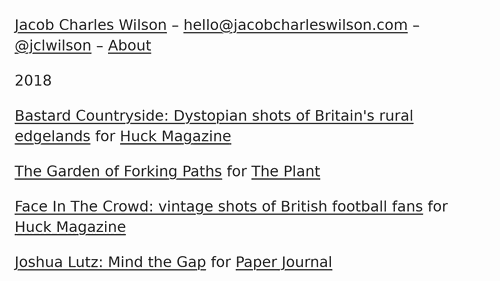 Jacob Charles Wilson – hello@jacobcharleswilson.com –
@jclwilson – About
2018
Bastard Countryside: Dystopian shots of Britain's rural
edgelands for Huck Magazine
The Garden of Forking Paths for The Plant
Face In The Crowd: vintage shots of British football fans for
Huck Magazine
Joshua Lutz: Mind the Gap for Paper Journal